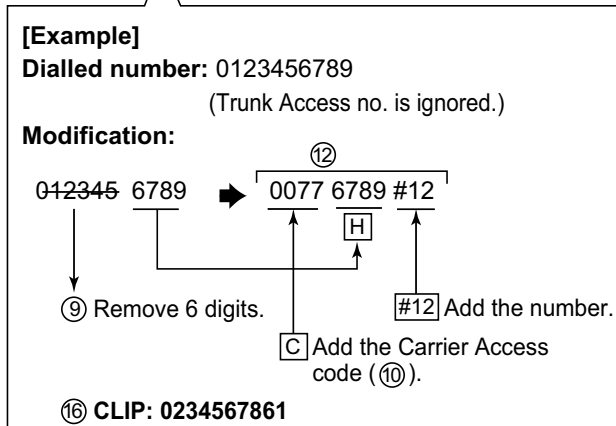 [Example]
Dialled number: 0123456789
(Trunk Access no. is ignored.)
Modification:
⑫
012345 6789 ➡ 0077 6789 #12
H
⑨ Remove 6 digits.
#12 Add the number.
C Add the Carrier Access
code (⑩).
⑯ CLIP: 0234567861